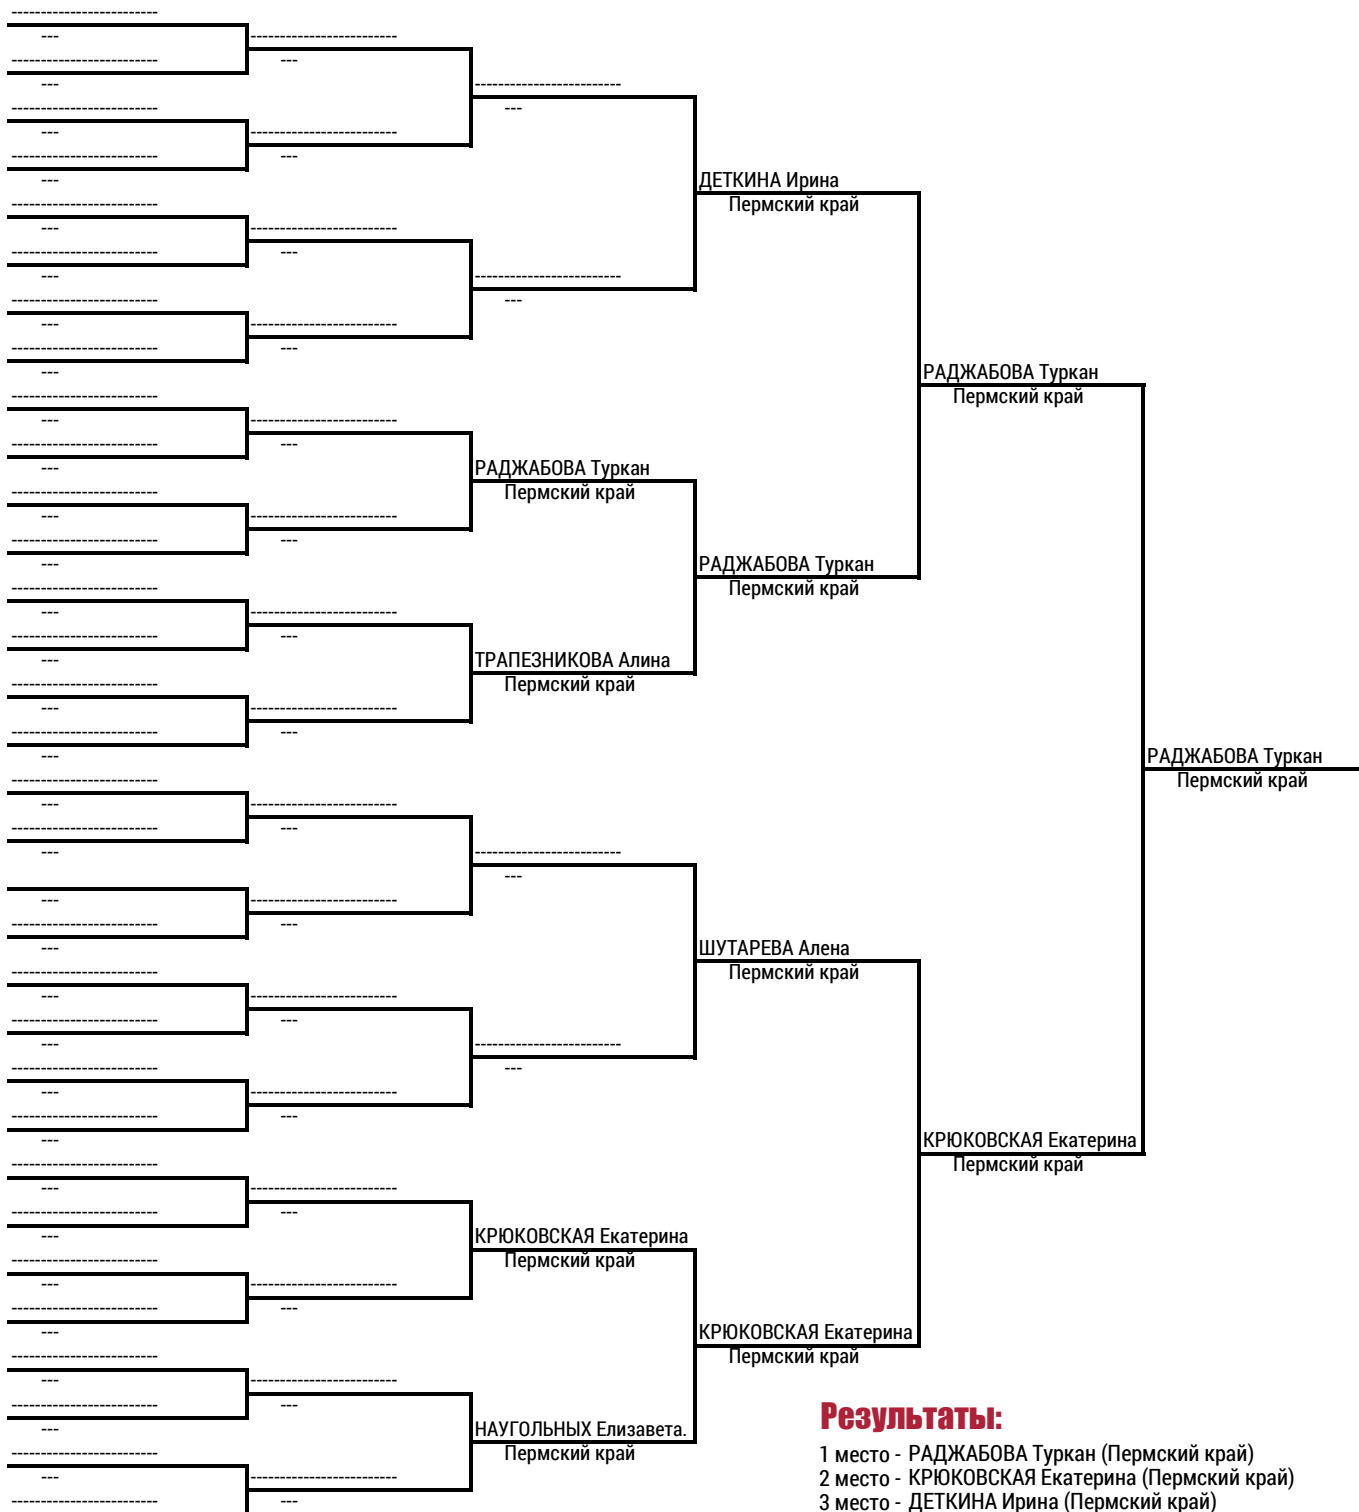 ДЕТКИНА Ирина
Пермский край
РАДЖАБОВА Туркан
Пермский край
РАДЖАБОВА Туркан
Пермский край
РАДЖАБОВА Туркан
Пермский край
ТРАПЕЗНИКОВА Алина
Пермский край
РАДЖАБОВА Туркан
Пермский край
ШУТАРЕВА Алена
Пермский край
КРЮКОВСКАЯ Екатерина
Пермский край
КРЮКОВСКАЯ Екатерина
Пермский край
КРЮКОВСКАЯ Екатерина
Пермский край
НАУГОЛЬНЫХ Елизавета.
Пермский край
Результаты:
1 место - РАДЖАБОВА Туркан (Пермский край)
2 место - КРЮКОВСКАЯ Екатерина (Пермский край)
3 место - ДЕТКИНА Ирина (Пермский край)